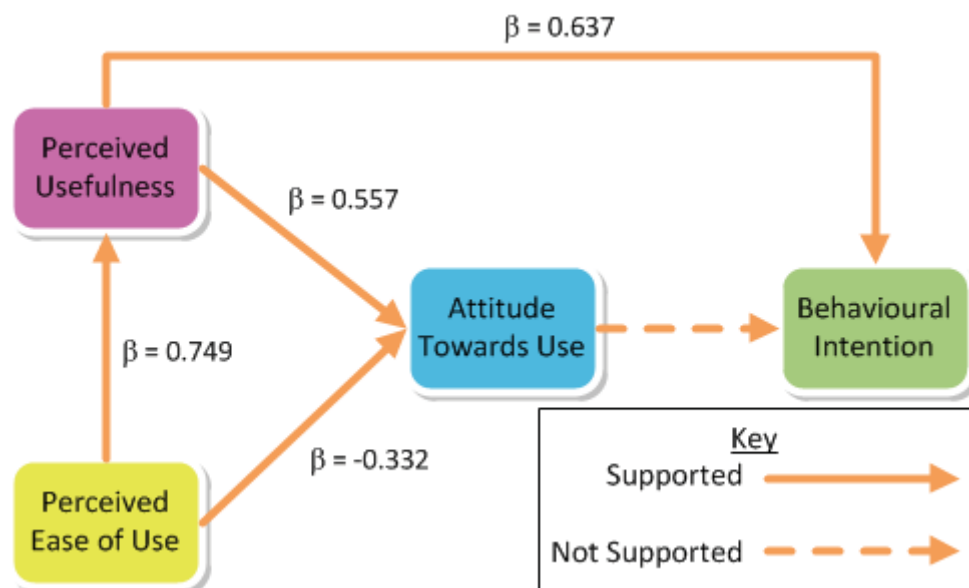 β = 0.637
Perceived
Usefulness
β = 0.557
Attitude
Towards Use
Behavioural
Intention
β = 0.749
β = -0.332
Perceived
Ease of Use
Key
Supported
Not Supported